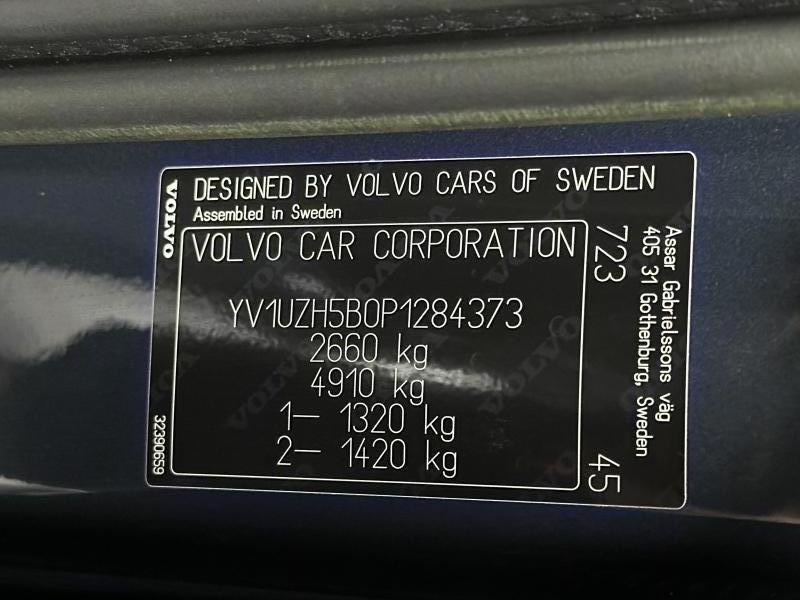 VOLVO
DESIGNED BY VOLVO CARS OF SWEDEN
Assembled in Sweden
VOLVO CAR CORPORATION
YV1UZH5B0P1284373
2660 kg
4910 kg
1– 1320 kg
2– 1420 kg
32390659
723
45
Assar Gabrielssons väg
405 31 Gothenburg, Sweden